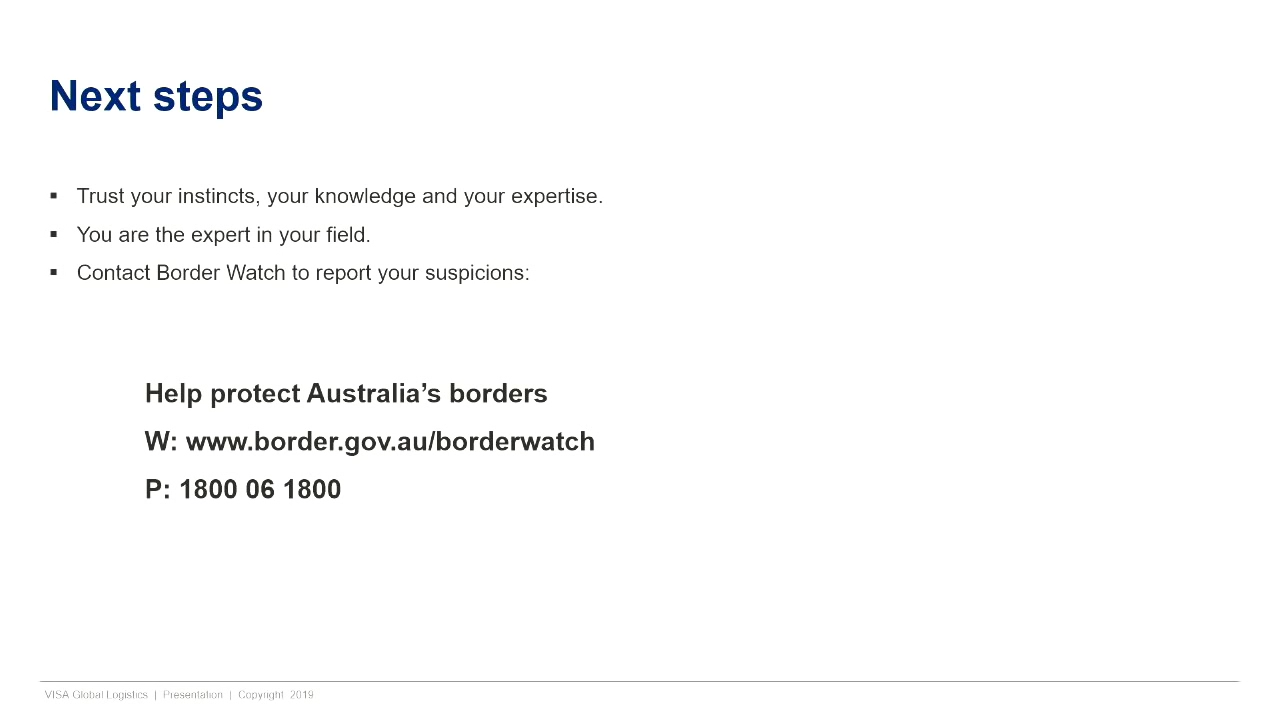 Next steps
▪ Trust your instincts, your knowledge and your expertise.
▪ You are the expert in your field.
▪ Contact Border Watch to report your suspicions:
Help protect Australia’s borders
W: www.border.gov.au/borderwatch
P: 1800 06 1800
VISA Global Logistics | Presentation | Copyright 2019